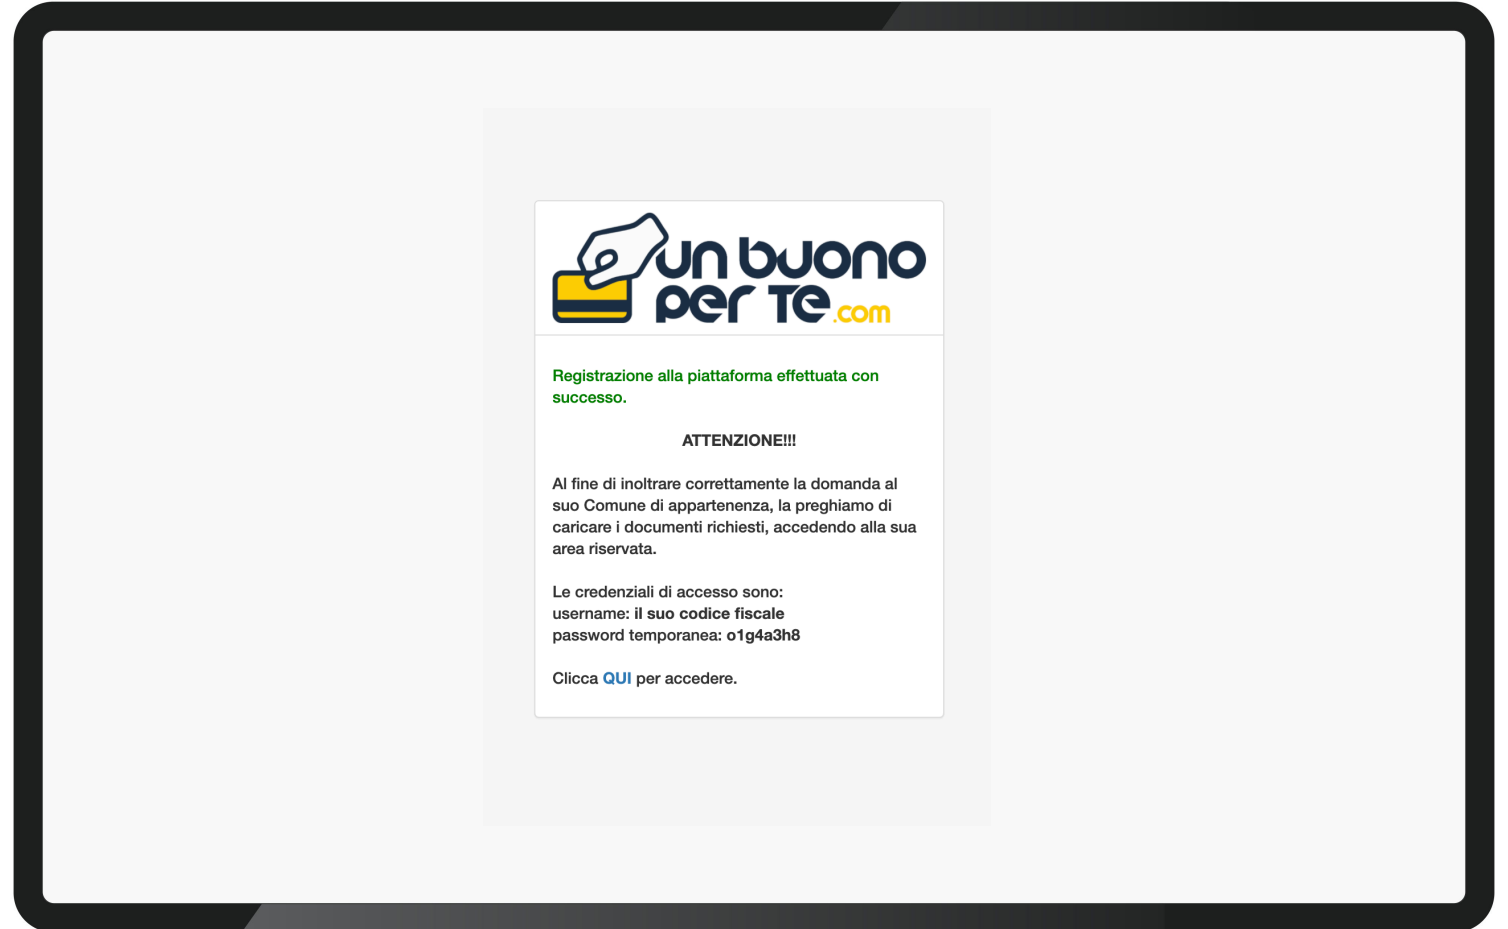 un buono
per te.com
Registrazione alla piattaforma effettuata con
successo.
ATTENZIONE!!!
Al fine di inoltrare correttamente la domanda al
suo Comune di appartenenza, la preghiamo di
caricare i documenti richiesti, accedendo alla sua
area riservata.
Le credenziali di accesso sono:
username: il suo codice fiscale
password temporanea: o1g4a3h8
Clicca QUI per accedere.